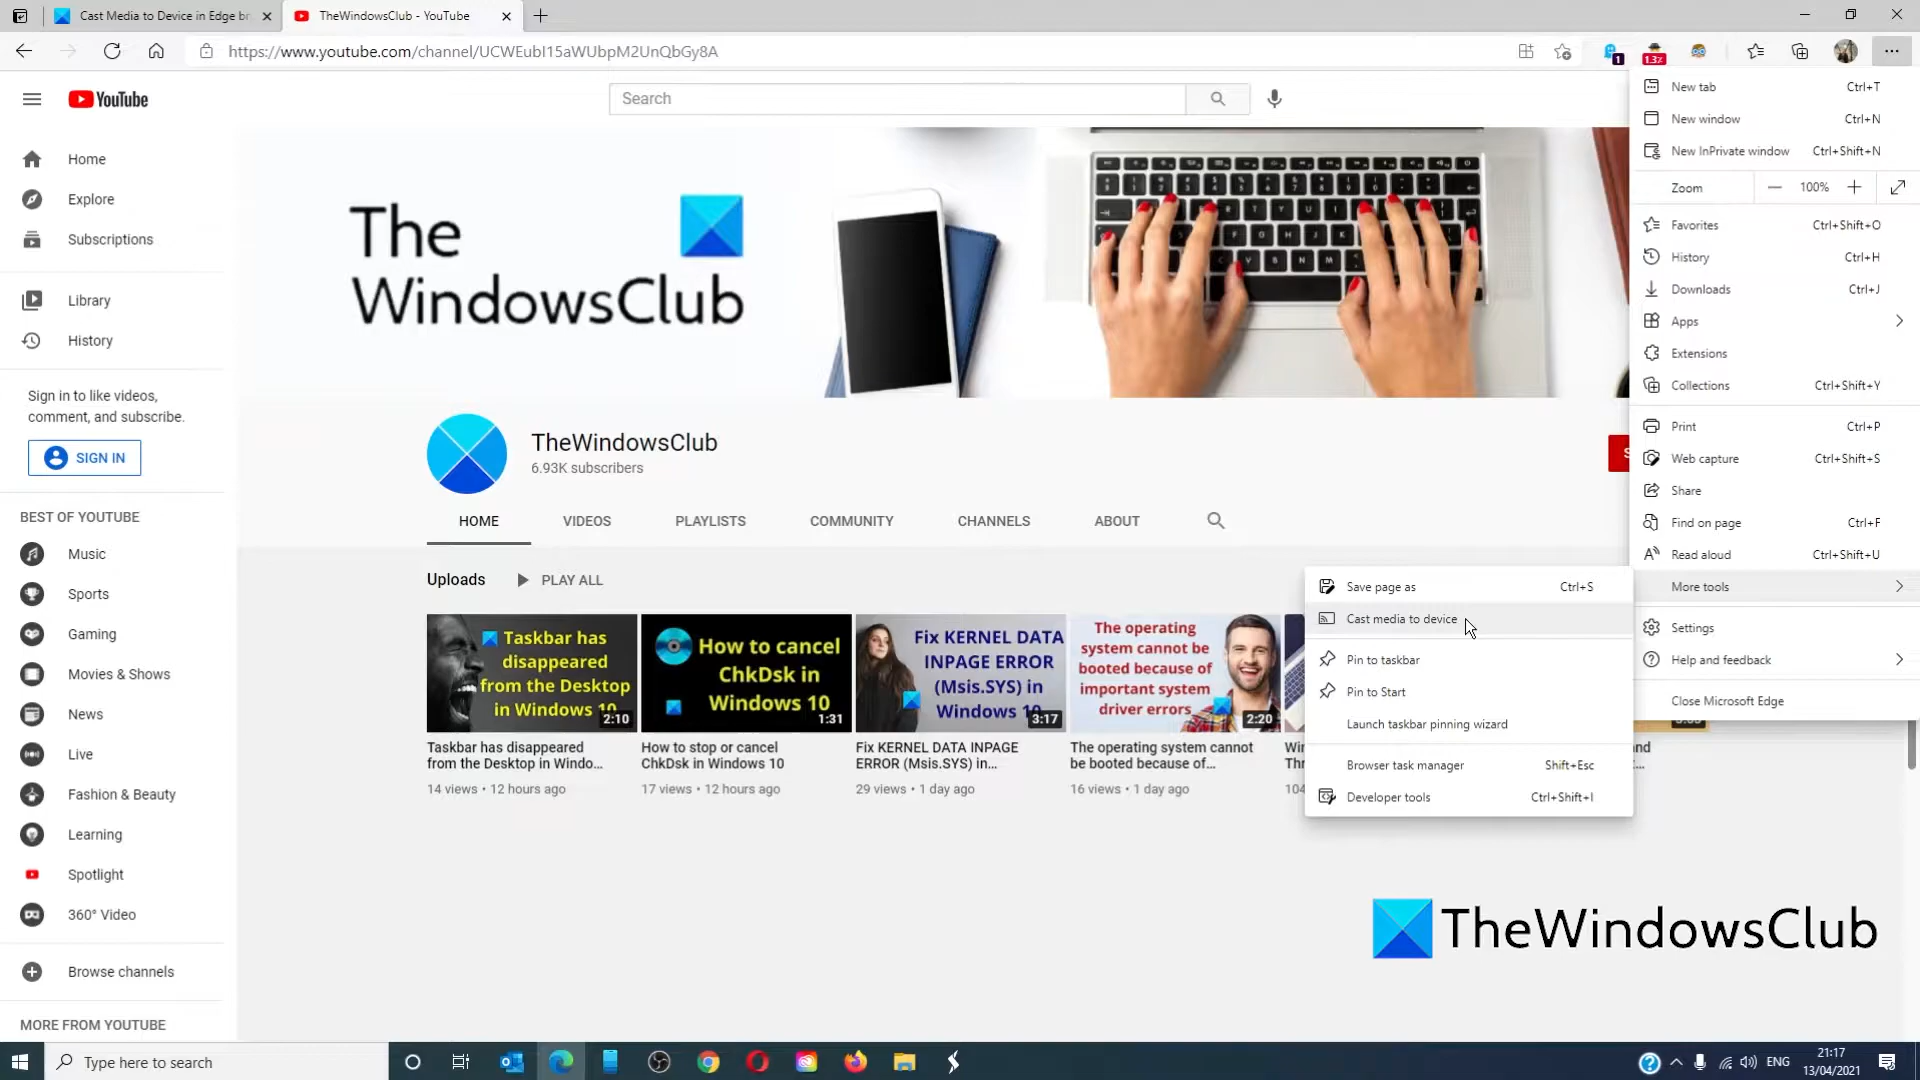 Cast Media to Device in Edge br
TheWindowsClub - YouTube
https://www.youtube.com/channel/UCWEubI15aWUbpM2UnQbGy8A
1
1.3k
YouTube
Search
Home
Explore
Subscriptions
Library
History
Sign in to like videos,
comment, and subscribe.
SIGN IN
BEST OF YOUTUBE
Music
Sports
Gaming
Movies & Shows
News
Live
Fashion & Beauty
Learning
Spotlight
360° Video
Browse channels
MORE FROM YOUTUBE
The
WindowsClub
TheWindowsClub
6.93K subscribers
HOME VIDEOS PLAYLISTS COMMUNITY CHANNELS ABOUT
Uploads PLAY ALL
Taskbar has
disappeared
from the Desktop
in Windows 10
2:10
Taskbar has disappeared
from the Desktop in Windo...
14 views • 12 hours ago
How to cancel
ChkDsk in
Windows 10
1:31
How to stop or cancel
ChkDsk in Windows 10
17 views • 12 hours ago
Fix KERNEL DATA
INPAGE ERROR
(Msis.SYS) in
Windows 10
3:17
Fix KERNEL DATA INPAGE
ERROR (Msis.SYS) in...
29 views • 1 day ago
The operating
system cannot
be booted because of
important system
driver errors
2:20
The operating system cannot
be booted because of...
16 views • 1 day ago
New tab Ctrl+T
New window Ctrl+N
New InPrivate window Ctrl+Shift+N
Zoom 100%
Favorites Ctrl+Shift+O
History Ctrl+H
Downloads Ctrl+J
Apps
Extensions
Collections Ctrl+Shift+Y
Print Ctrl+P
Web capture Ctrl+Shift+S
Share
Find on page Ctrl+F
Read aloud Ctrl+Shift+U
More tools
Settings
Help and feedback
Close Microsoft Edge
Save page as Ctrl+S
Cast media to device
Pin to taskbar
Pin to Start
Launch taskbar pinning wizard
Browser task manager Shift+Esc
Developer tools Ctrl+Shift+I
TheWindowsClub
Type here to search
ENG
21:17
13/04/2021